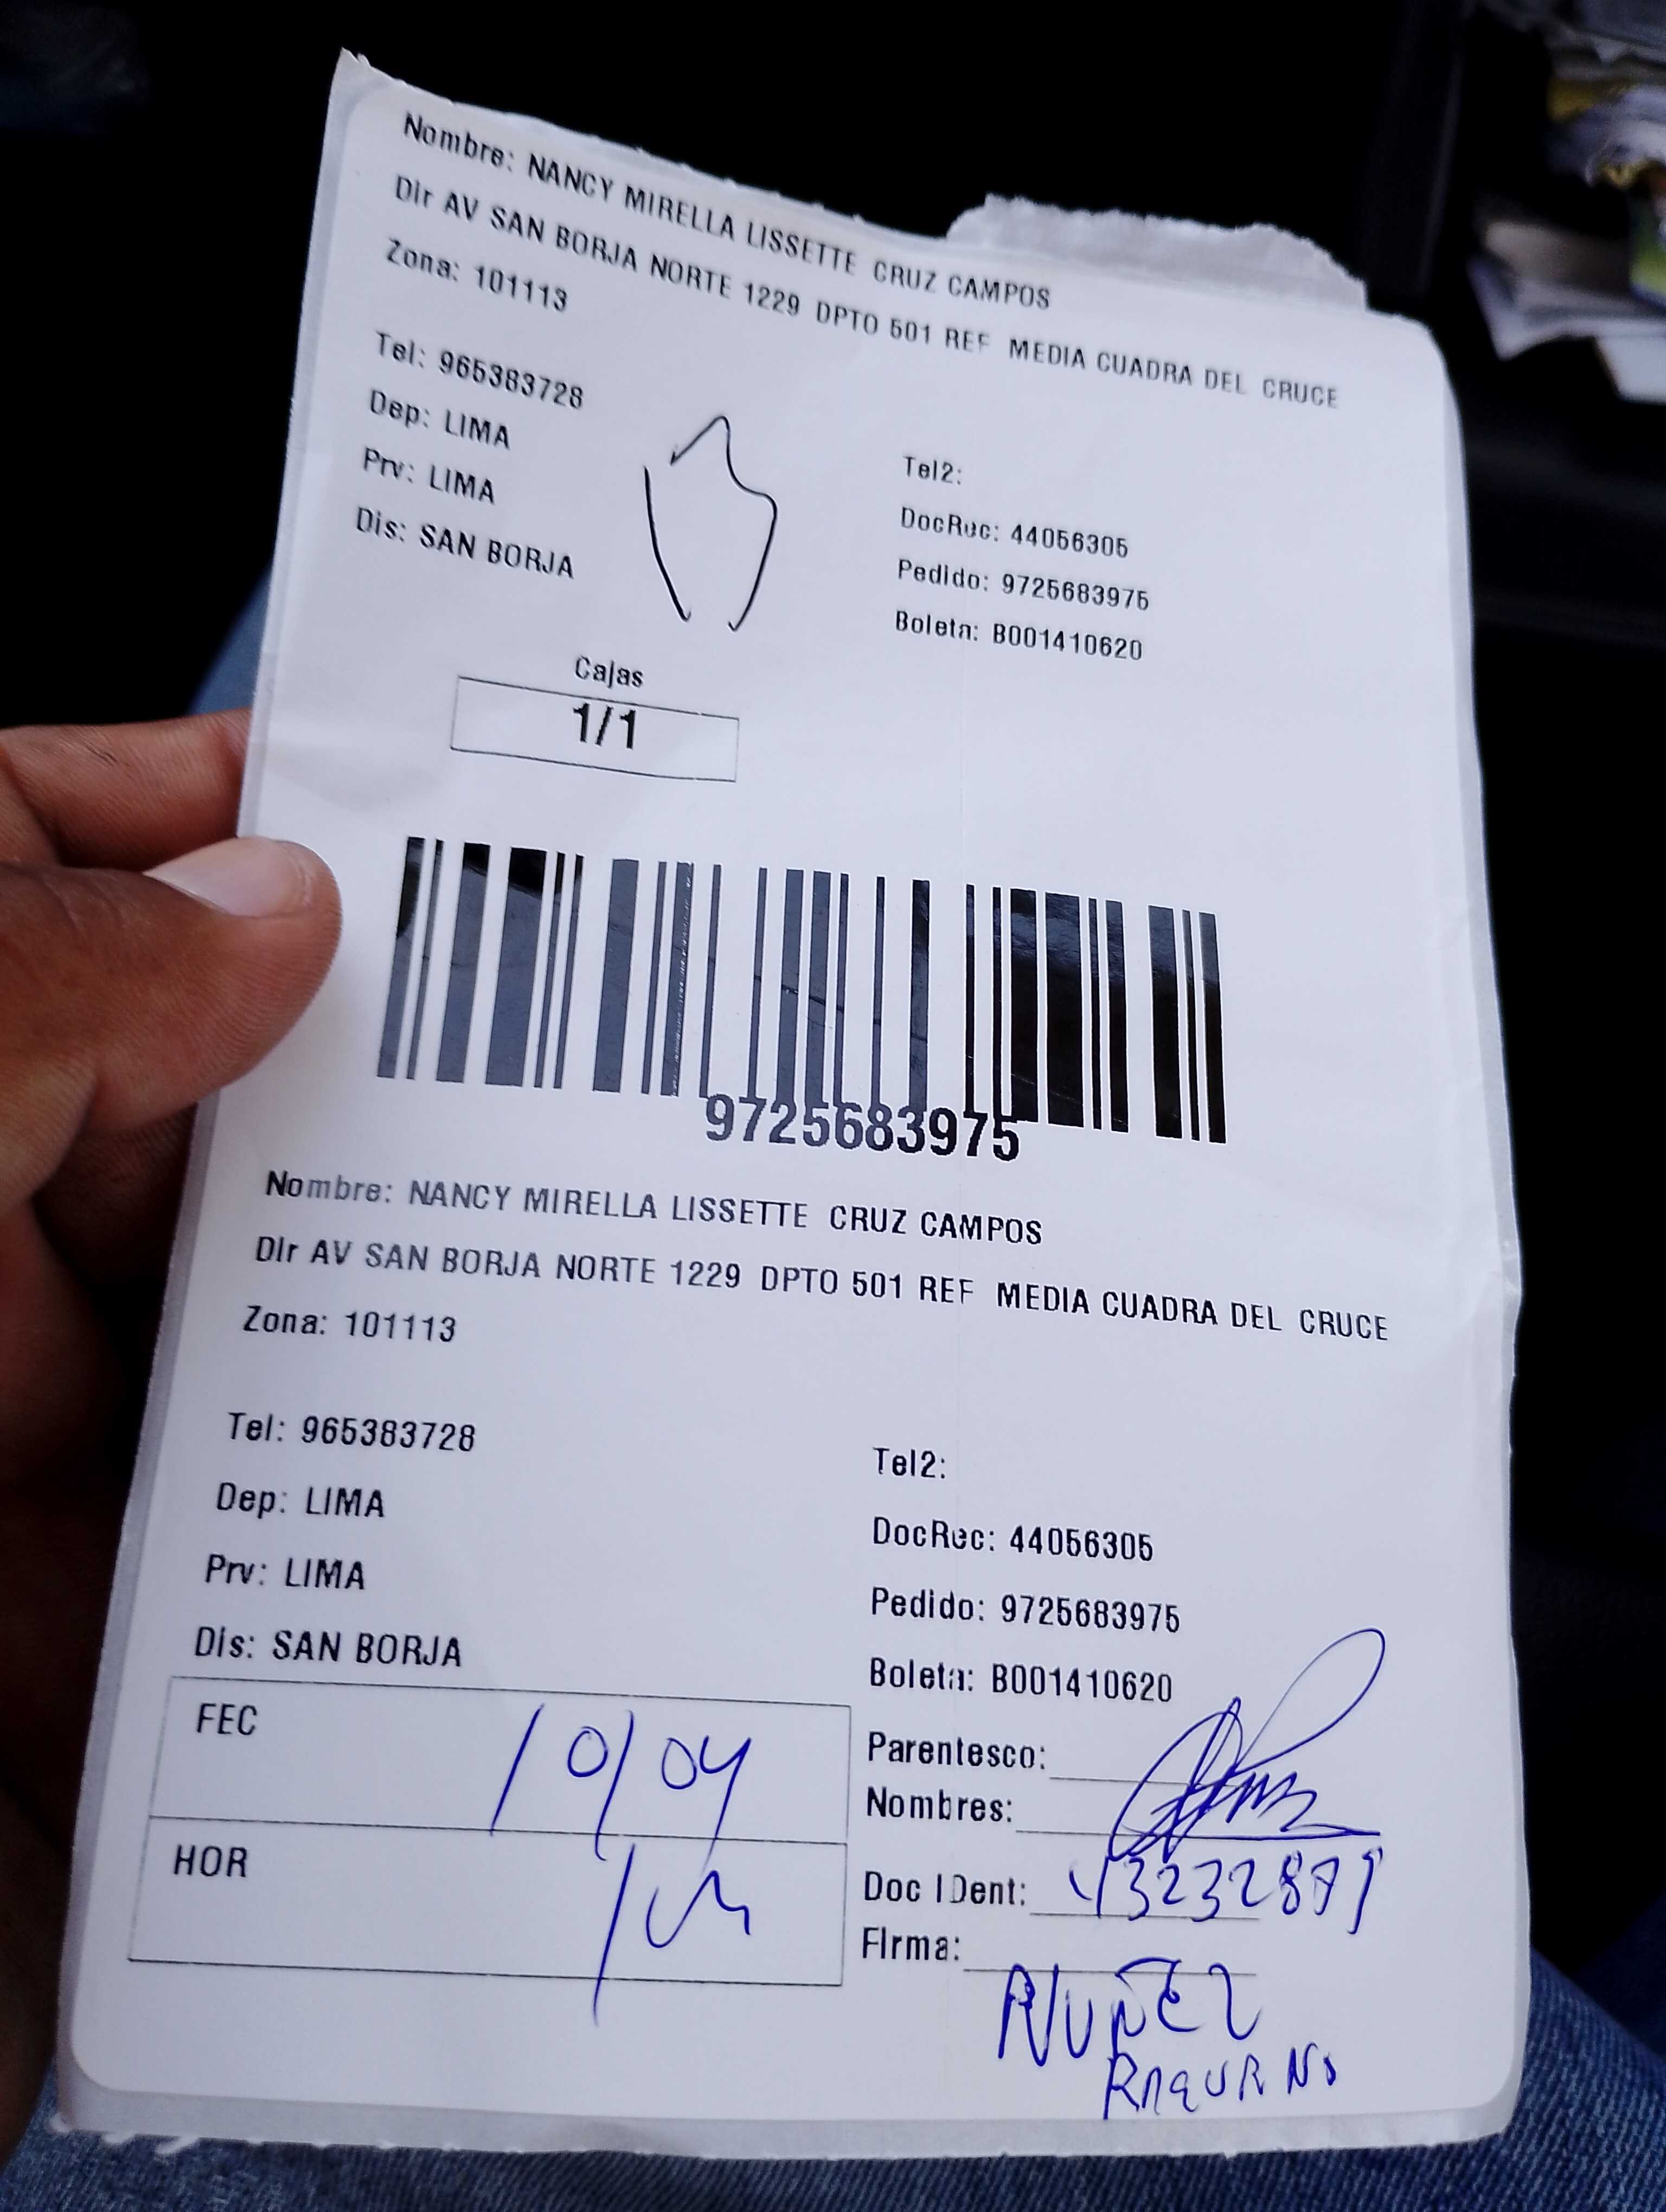 Nombre: NANCY MIRELLA LISSETTE CRUZ CAMPOS
Dir AV SAN BORJA NORTE 1229 DPTO 501 REF MEDIA CUADRA DEL CRUCE
Zona: 101113
Tel: 965383728
Dep: LIMA
Prv: LIMA
Dis: SAN BORJA
Tel2:
DocRec: 44056305
Pedido: 9725683975
Boleta: B001410620
Cajas
1/1
9725683975
Nombre: NANCY MIRELLA LISSETTE CRUZ CAMPOS
Dir AV SAN BORJA NORTE 1229 DPTO 501 REF MEDIA CUADRA DEL CRUCE
Zona: 101113
Tel: 965383728
Dep: LIMA
Prv: LIMA
Dis: SAN BORJA
Tel2:
DocRec: 44056305
Pedido: 9725683975
Boleta: B001410620
FEC 10/04
HOR
Parentesco:
Nombres:
Doc IDent:
Firma:
NUÑEZ